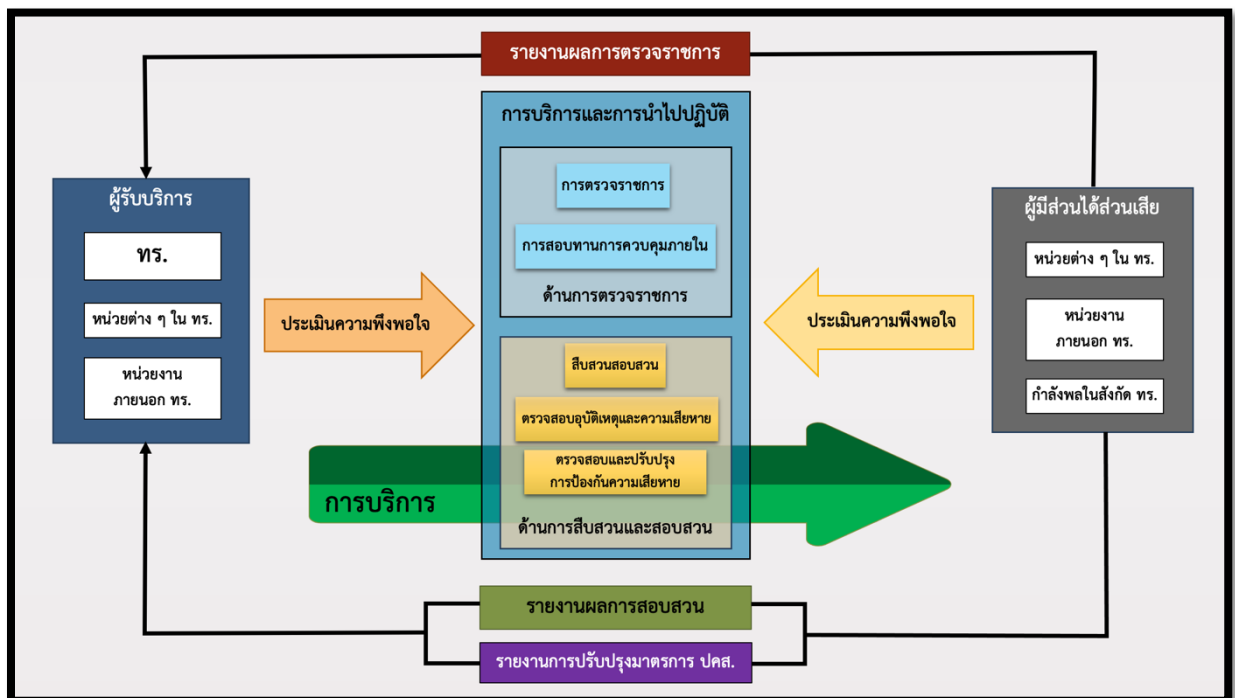 รายงานผลการตรวจราชการ
การบริการและการนำไปปฏิบัติ
การตรวจราชการ
การสอบทานการควบคุมภายใน
ด้านการตรวจราชการ
ผู้รับบริการ
ทร.
หน่วยต่าง ๆ ใน ทร.
หน่วยงาน
ภายนอก ทร.
ประเมินความพึงพอใจ
ประเมินความพึงพอใจ
ผู้มีส่วนได้ส่วนเสีย
หน่วยต่าง ๆ ใน ทร.
หน่วยงาน
ภายนอก ทร.
กำลังพลในสังกัด ทร.
สืบสวนสอบสวน
ตรวจสอบอุบัติเหตุและความเสียหาย
ตรวจสอบและปรับปรุง
การป้องกันความเสียหาย
ด้านการสืบสวนและสอบสวน
การบริการ
รายงานผลการสอบสวน
รายงานการปรับปรุงมาตรการ ปคส.